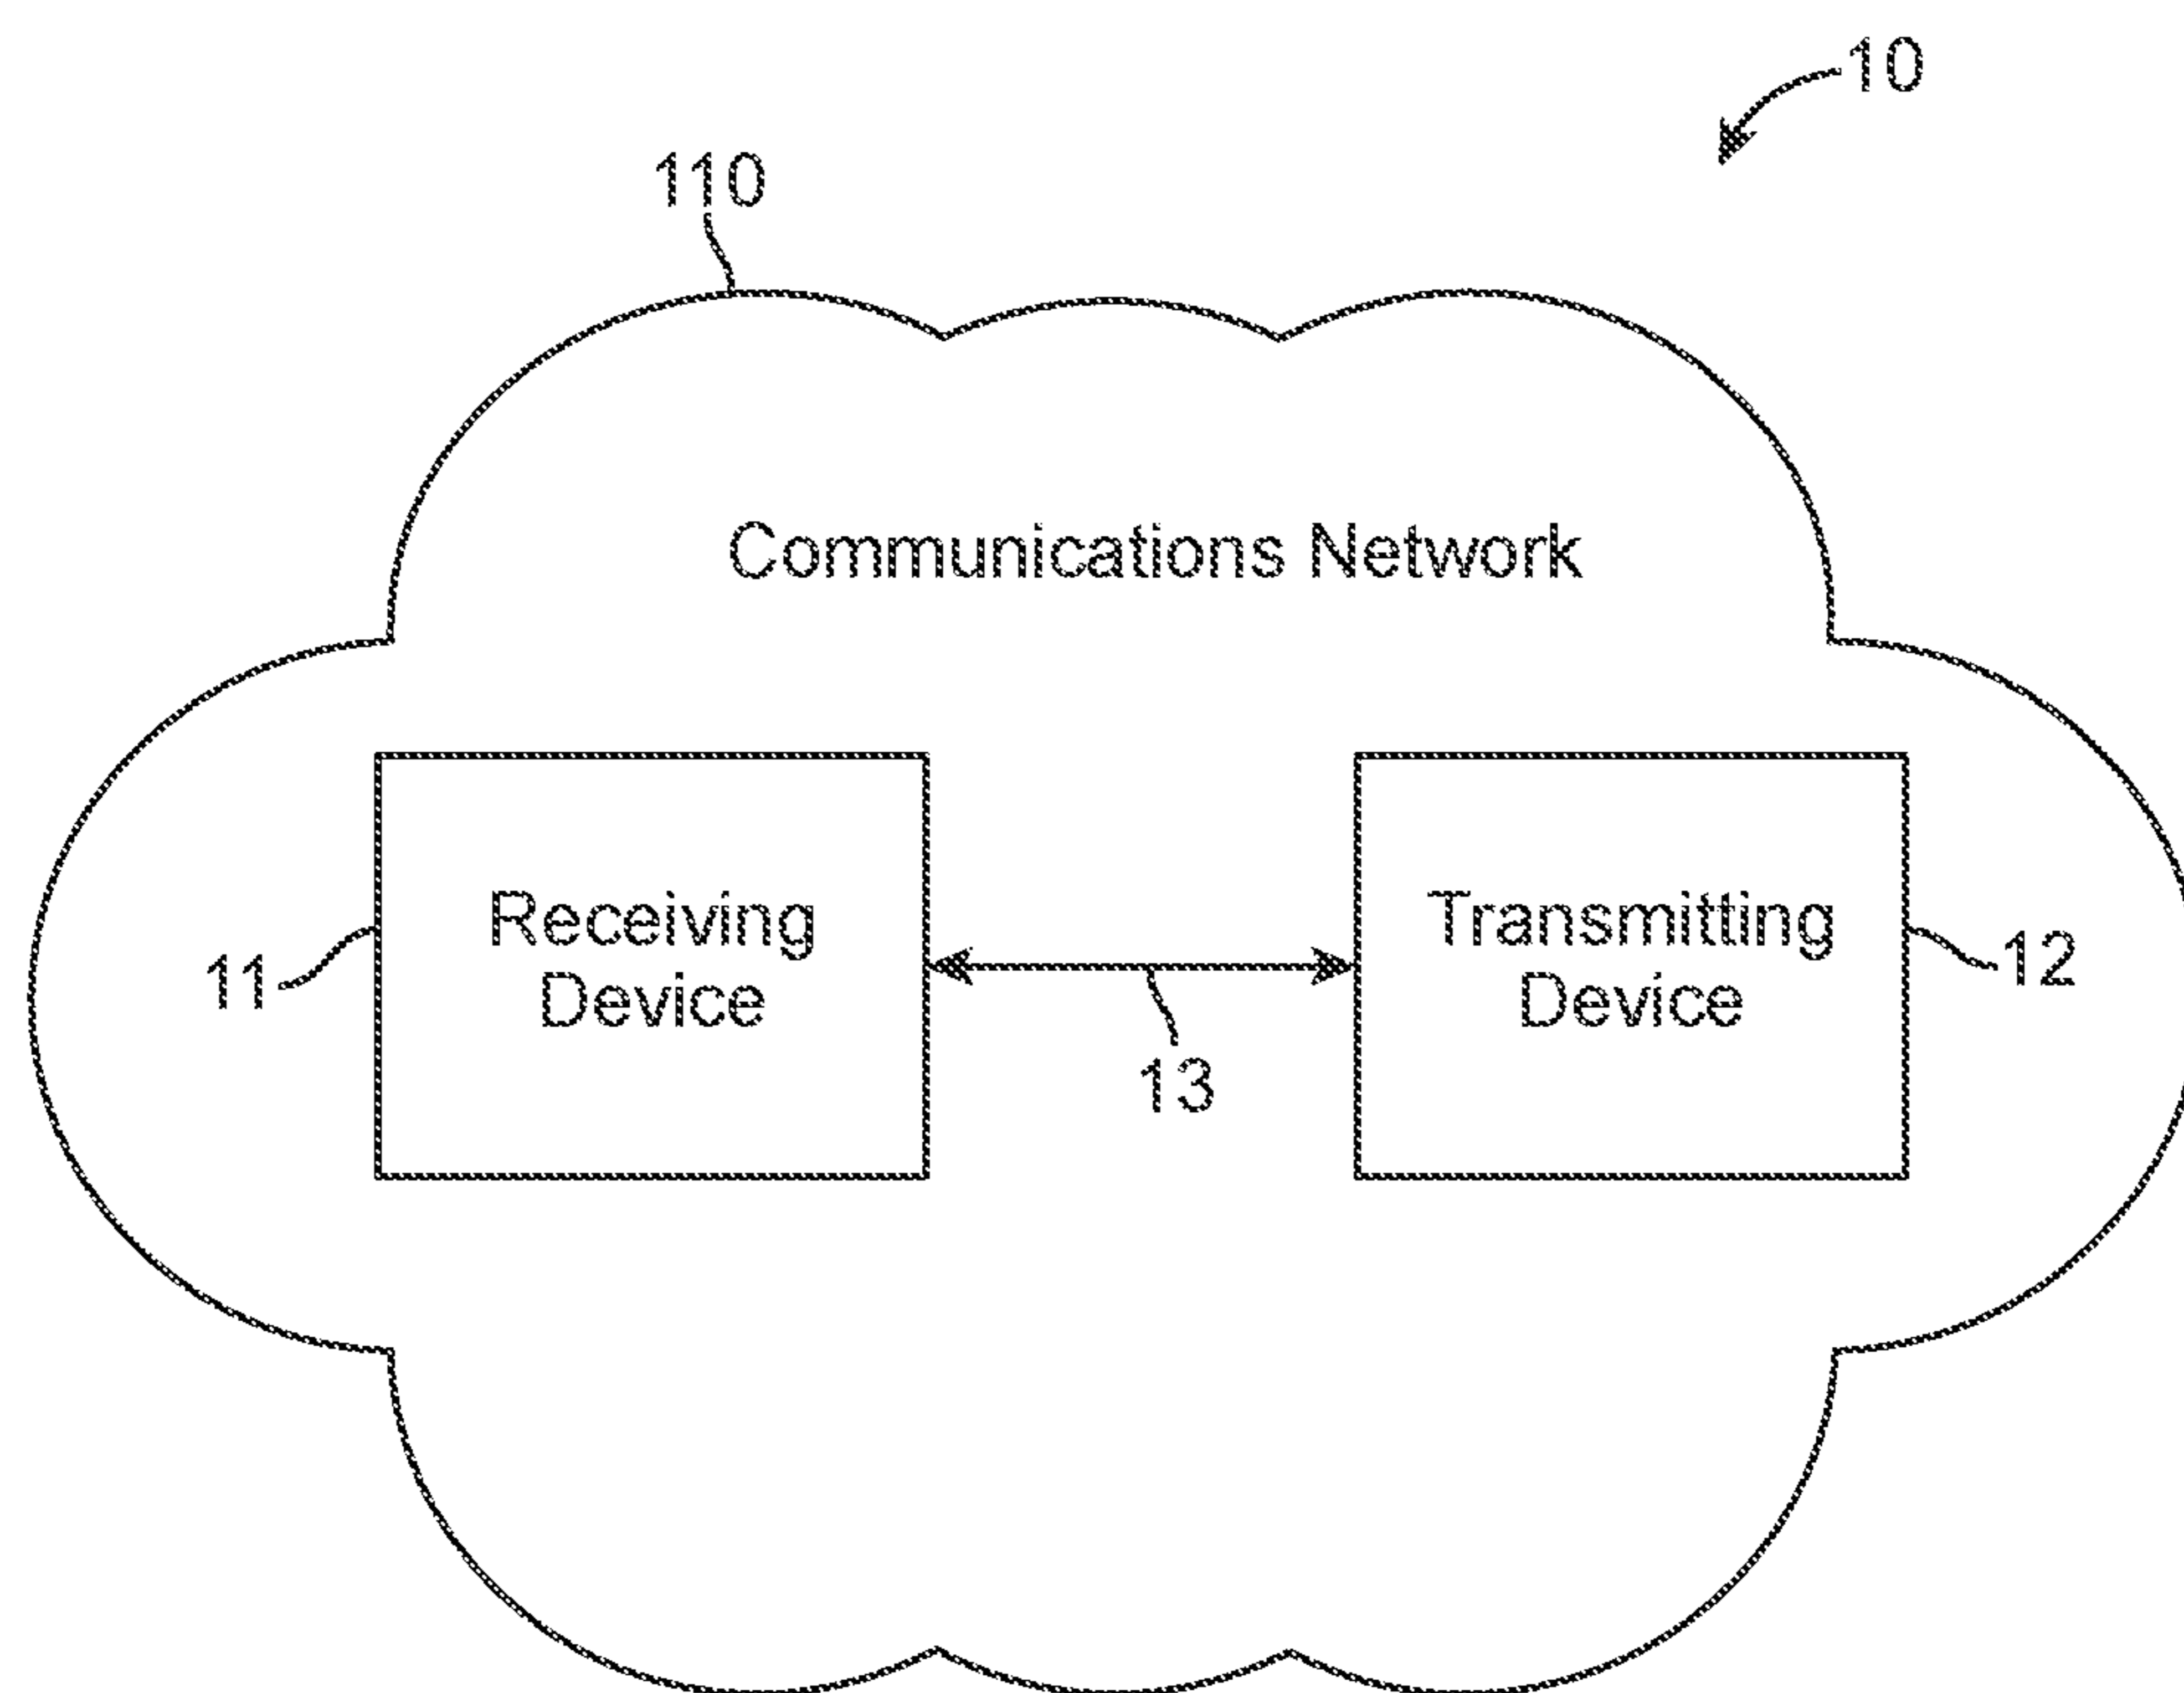 10
110
Communications Network
Receiving
Device
Transmitting
Device
11
12
13